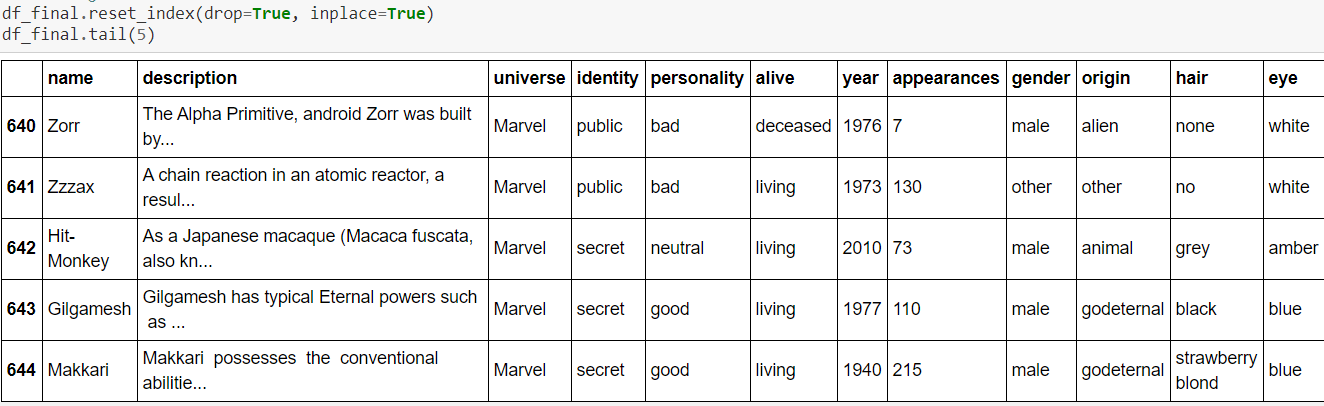 df_final.reset_index(drop=True, inplace=True)
df_final.tail(5)
name description universe identity personality alive year appearances gender origin hair eye
640 Zorr The Alpha Primitive, android Zorr was built by... Marvel public bad deceased 1976 7 male alien none white
641 Zzzax A chain reaction in an atomic reactor, a resul... Marvel public bad living 1973 130 other other no white
642 Hit-Monkey As a Japanese macaque (Macaca fuscata, also kn... Marvel secret neutral living 2010 73 male animal grey amber
643 Gilgamesh Gilgamesh has typical Eternal powers such as ... Marvel secret good living 1977 110 male godeternal black blue
644 Makkari Makkari possesses the conventional abilitie... Marvel secret good living 1940 215 male godeternal strawberry blond blue